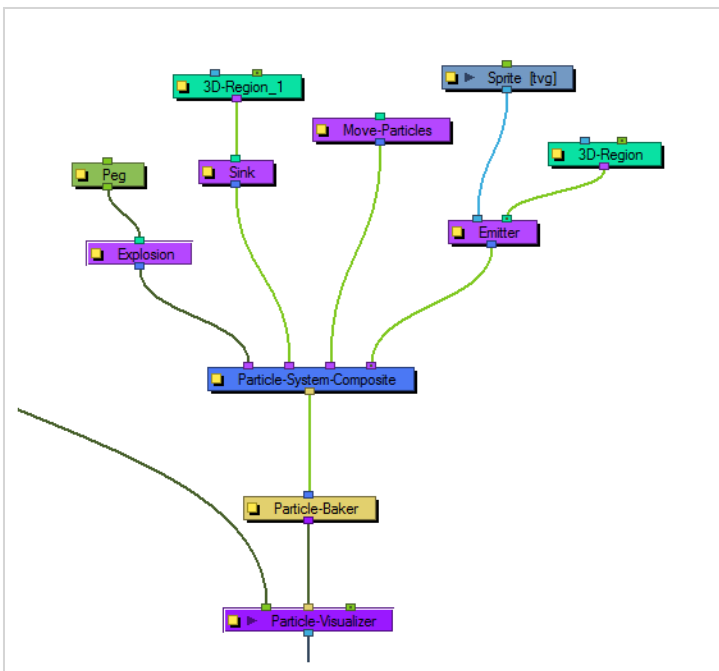 Sprite [tvg]
3D-Region_1
Move-Particles
3D-Region
Peg
Sink
Emitter
Explosion
Particle-System-Composite
Particle-Baker
Particle-Visualizer